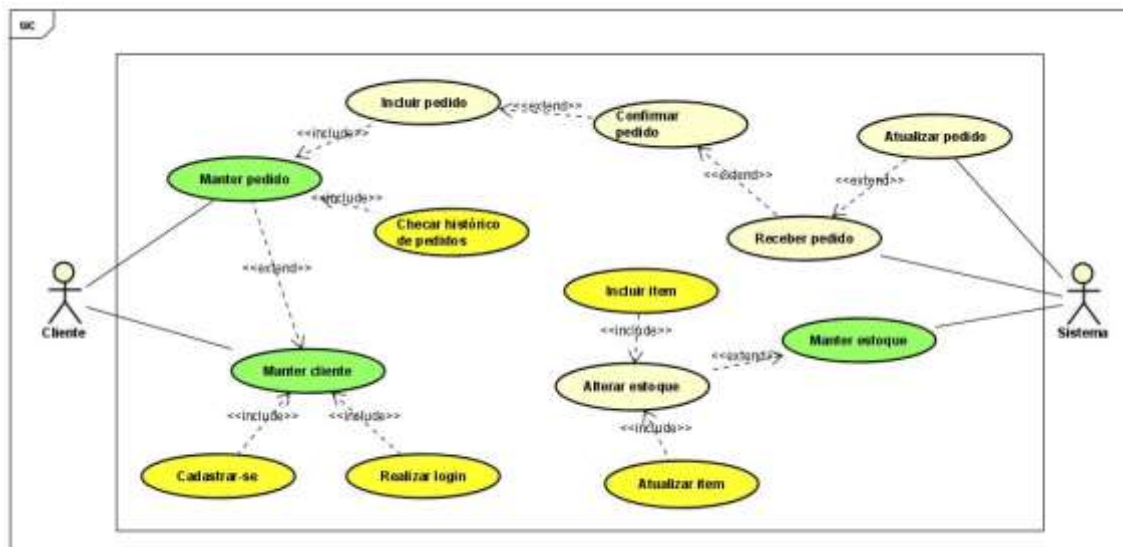 uc
Incluir pedido
<<extend>>
Confirmar
pedido
Atualizar pedido
<<include>>
Manter pedido
<<extend>>
<<extend>>
<<include>>
Checar histórico
de pedidos
Receber pedido
<<extend>>
Cliente
Incluir item
Sistema
<<include>>
Manter estoque
<<extend>>
Manter cliente
Alterar estoque
<<include>>
<<include>>
<<include>>
Cadastrar-se
Realizar login
Atualizar item